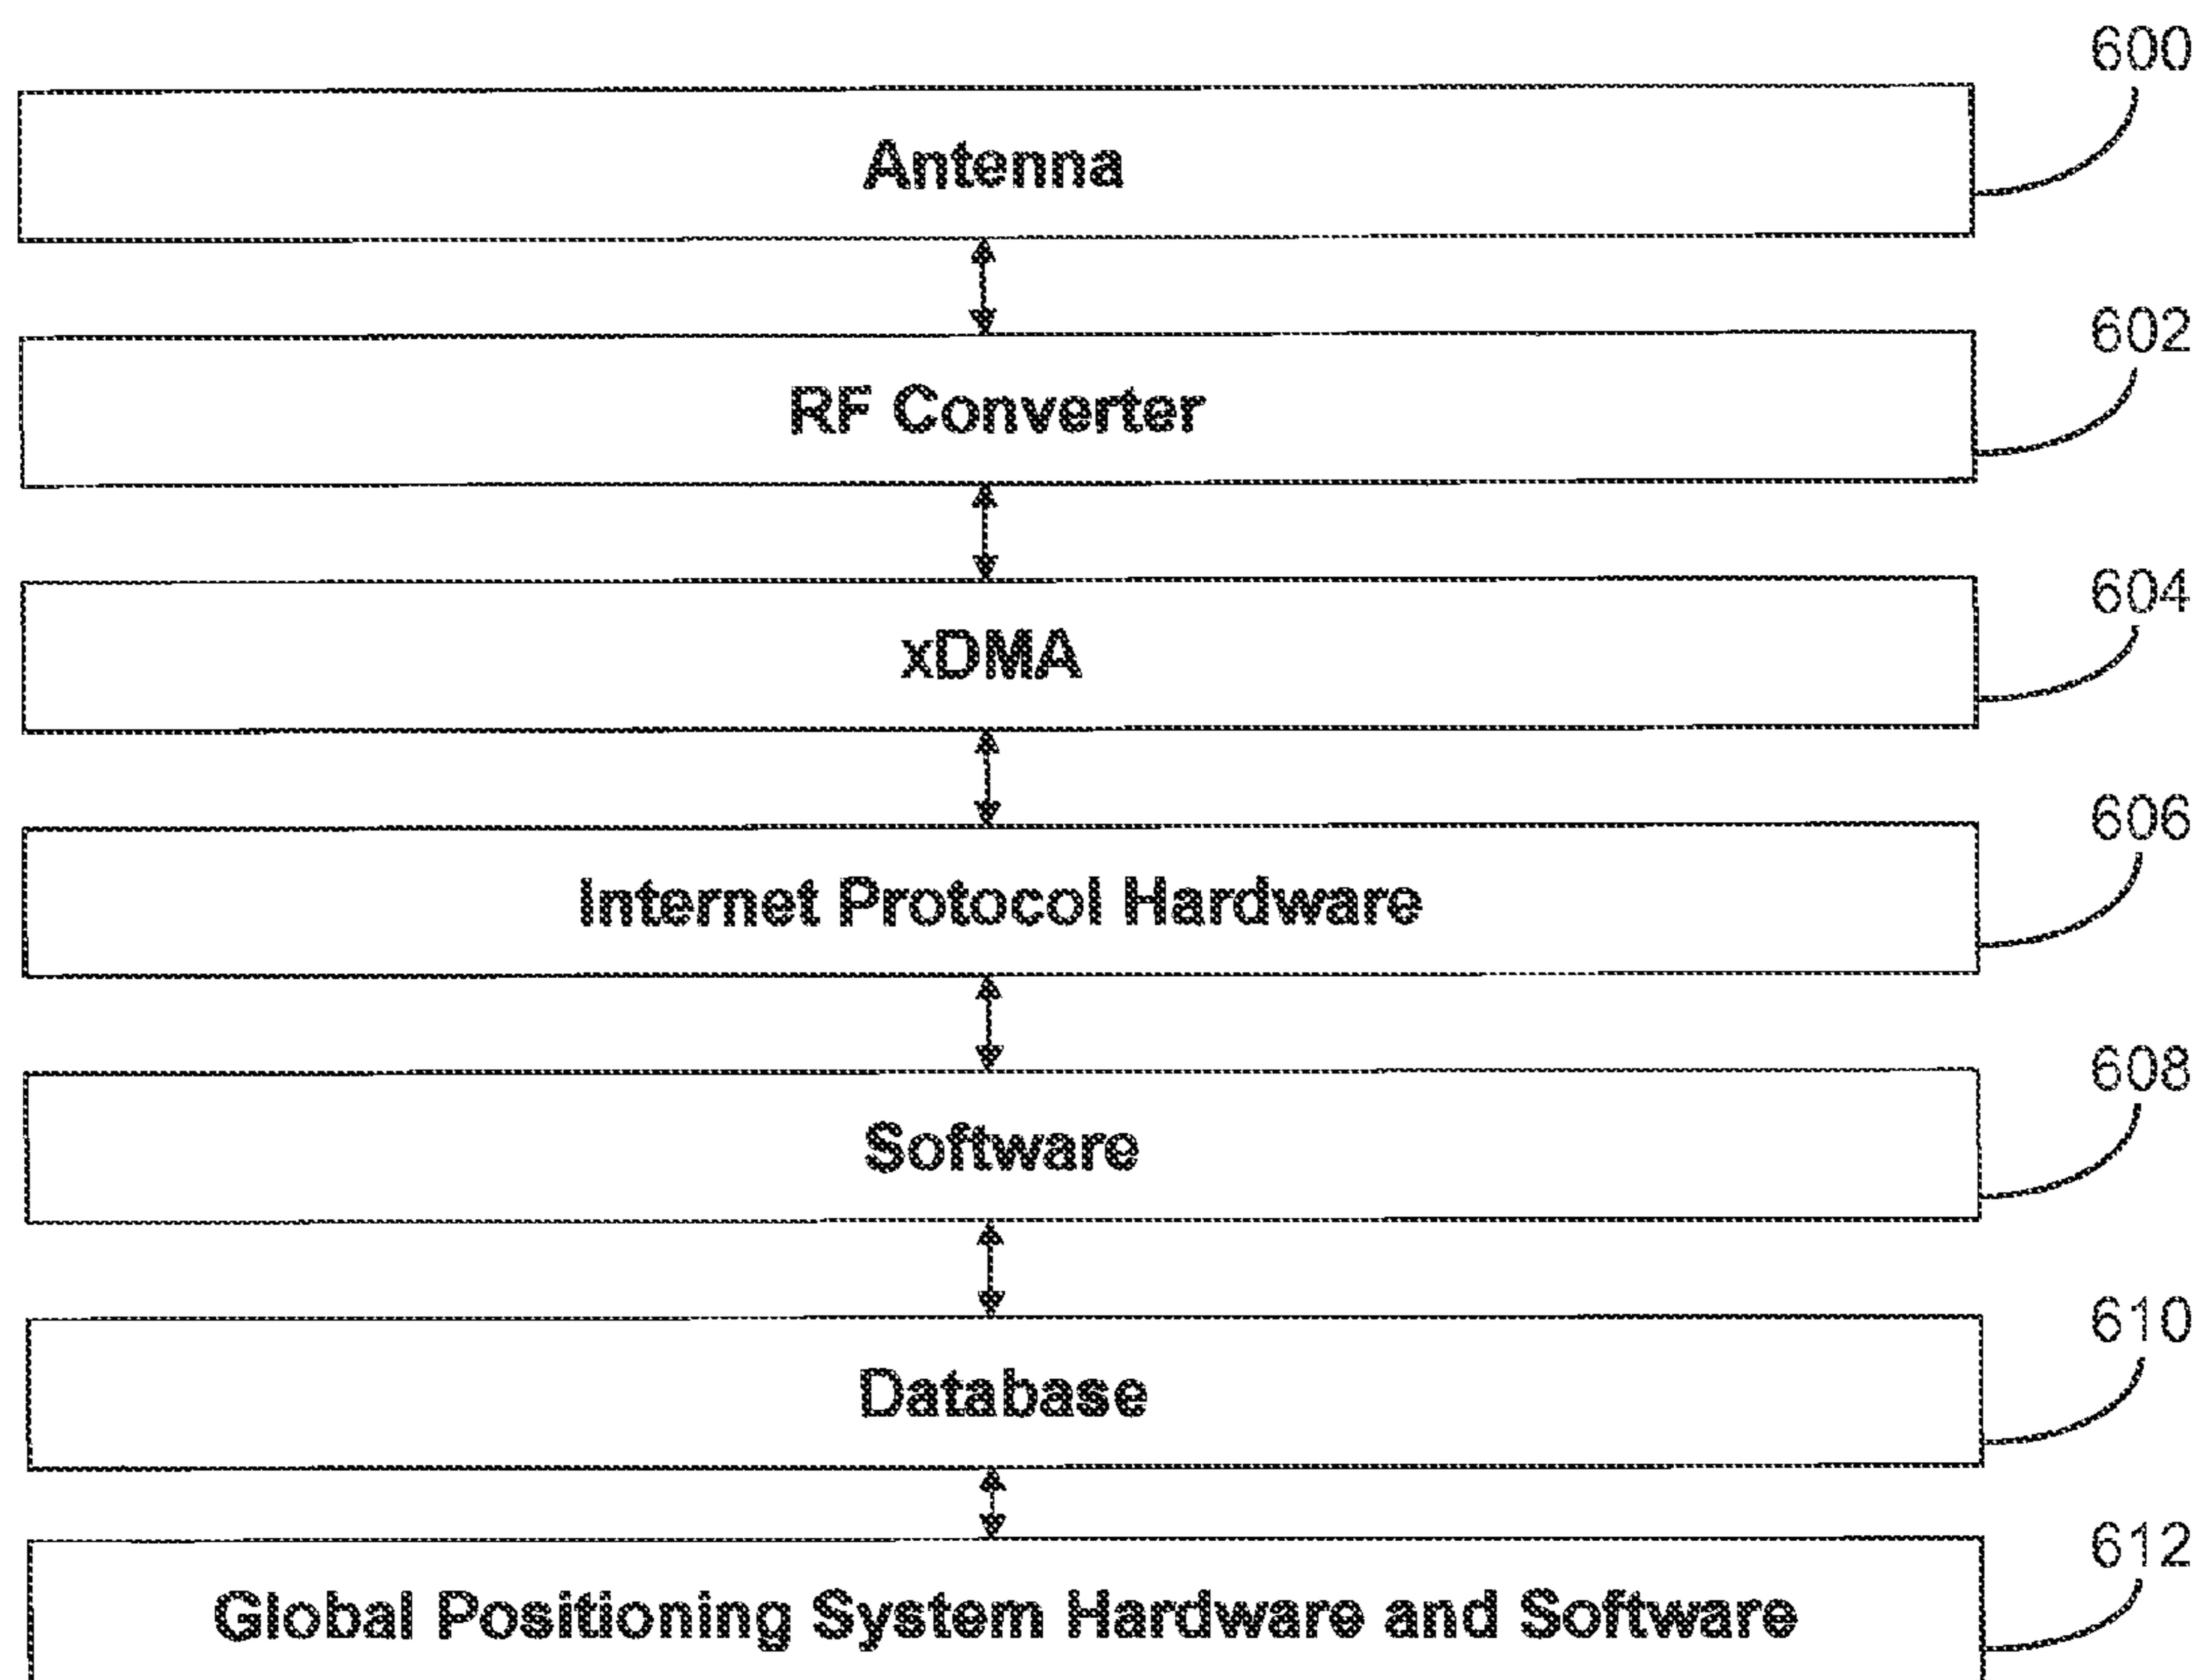 600
Antenna
602
RF Converter
604
xDMA
606
Internet Protocol Hardware
608
Software
610
Database
612
Global Positioning System Hardware and Software